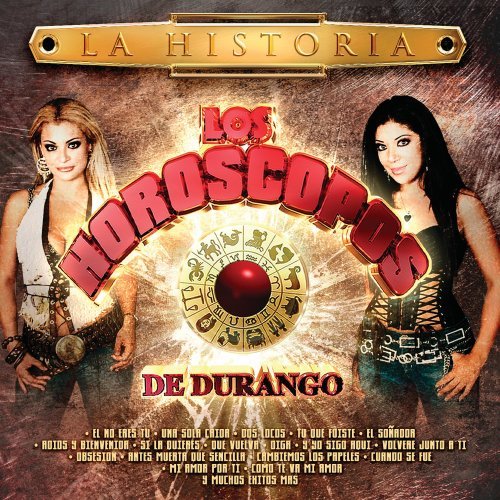 LA HISTORIA
LOS
HOROSCOPOS
DE DURANGO
• EL NO ERES TU • UNA SOLA CAIDA • DOS LOCOS • TU QUE FUISTE • EL SOÑADOR
• ADIOS Y BIENVENIDA • SI LA QUIERES • QUE VUELVA • OIGA • Y YO SIGO AQUI • VOLVERE JUNTO A TI
• OBSESION • ANTES MUERTA QUE SENCILLA • CAMBIEMOS LOS PAPELES • CUANDO SE FUE
• MI AMOR POR TI • COMO TE VA MI AMOR
Y MUCHOS EXITOS MAS